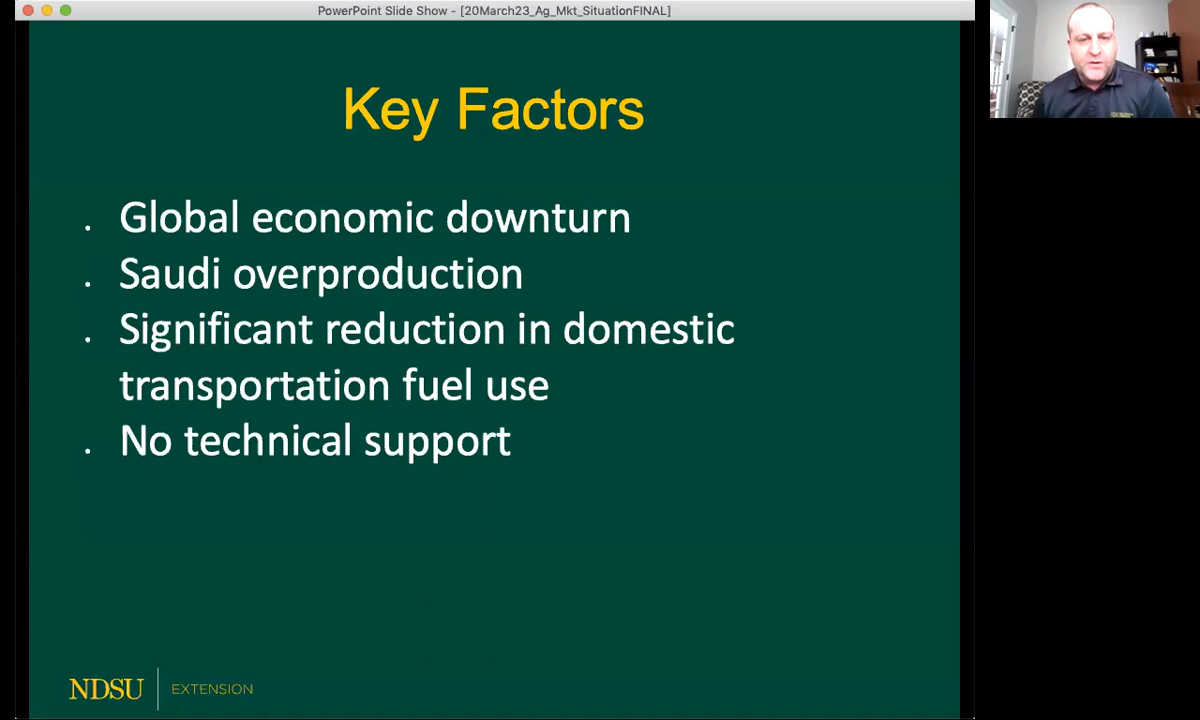 PowerPoint Slide Show - [20March23_Ag_Mkt_SituationFINAL]
Key Factors
. Global economic downturn
. Saudi overproduction
. Significant reduction in domestic
transportation fuel use
. No technical support
NDSU | EXTENSION